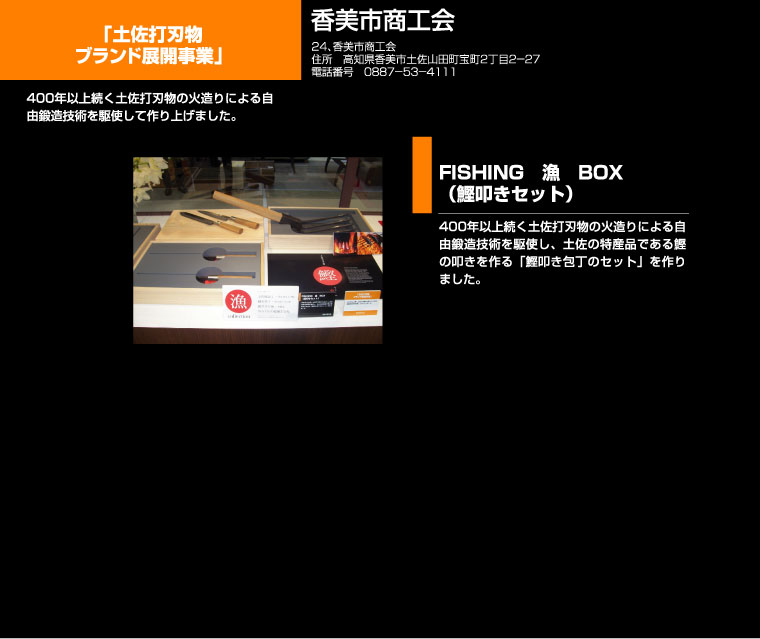 「土佐打刃物
ブランド展開事業」
香美市商工会
24、香美市商工会
住所　高知県香美市土佐山田町宝町2丁目2−27
電話番号　0887−53−4111
400年以上続く土佐打刃物の火造りによる自
由鍛造技術を駆使して作り上げました。
FISHING　漁　BOX
（鰹叩きセット）
400年以上続く土佐打刃物の火造りによる自
由鍛造技術を駆使し、土佐の特産品である鰹
の叩きを作る「鰹叩き包丁のセット」を作り
ました。
鰹
漁